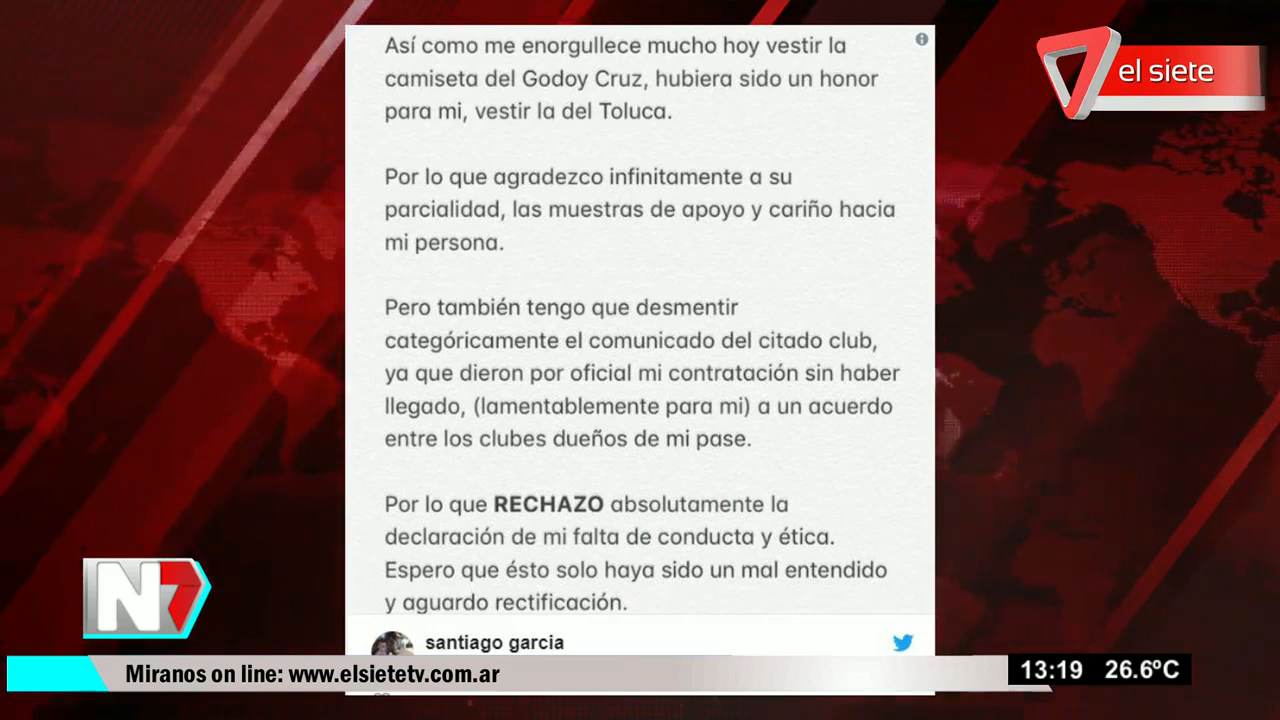 Así como me enorgullece mucho hoy vestir la
camiseta del Godoy Cruz, hubiera sido un honor
para mi, vestir la del Toluca.
Por lo que agradezco infinitamente a su
parcialidad, las muestras de apoyo y cariño hacia
mi persona.
Pero también tengo que desmentir
categóricamente el comunicado del citado club,
ya que dieron por oficial mi contratación sin haber
llegado, (lamentablemente para mi) a un acuerdo
entre los clubes dueños de mi pase.
Por lo que RECHAZO absolutamente la
declaración de mi falta de conducta y ética.
Espero que ésto solo haya sido un mal entendido
y aguardo rectificación.
santiago garcia
el siete
N7
Miranos on line: www.elsietetv.com.ar
13:19 26.6ºC